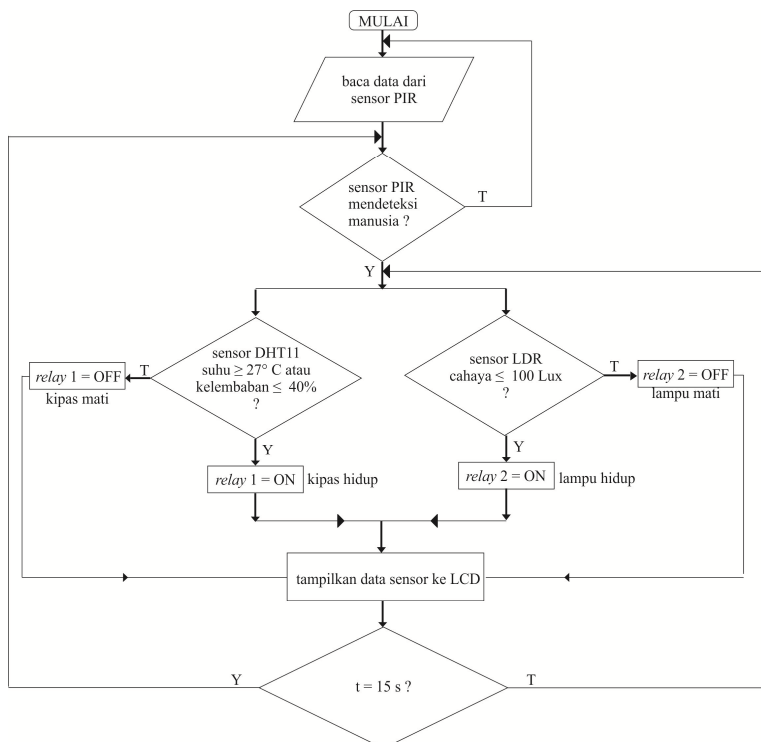 MULAI
baca data dari
sensor PIR
sensor PIR
mendeteksi
manusia ?
T
Y
sensor DHT11
suhu ≥ 27° C atau
kelembaban ≤ 40%
?
T
relay 1 = OFF
kipas mati
Y
relay 1 = ON
kipas hidup
sensor LDR
cahaya ≤ 100 Lux
?
T
relay 2 = OFF
lampu mati
Y
relay 2 = ON
lampu hidup
tampilkan data sensor ke LCD
Y
t = 15 s ?
T